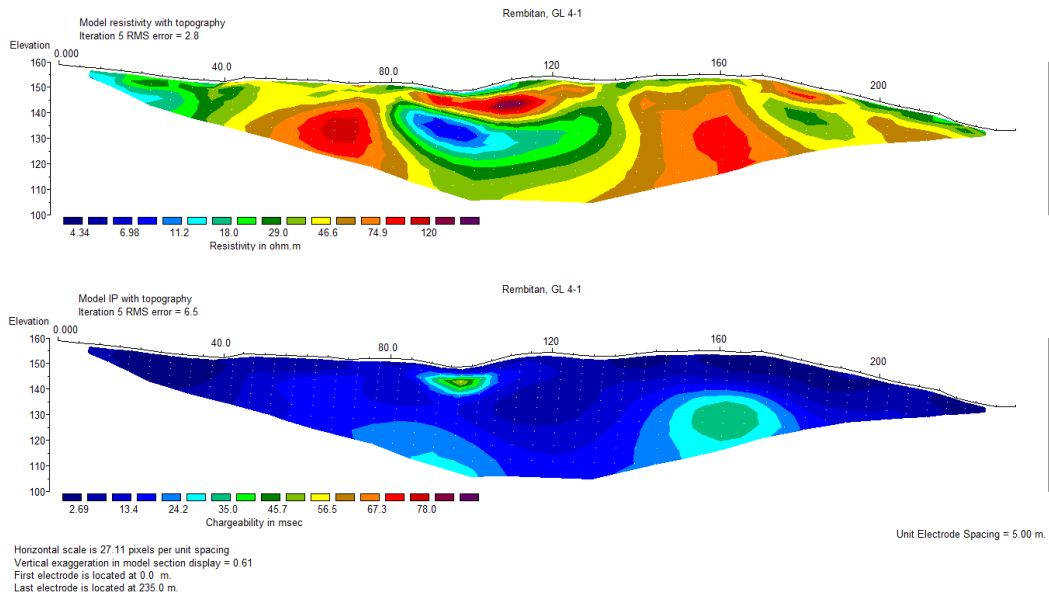 Rembitan, GL 4-1
Model resistivity with topography
Iteration 5 RMS error = 2.8
Elevation
0.000
40.0
80.0
120
160
200
160
150
140
130
120
110
100
4.34 6.98 11.2 18.0 29.0 46.6 74.9 120
Resistivity in ohm.m
Rembitan, GL 4-1
Model IP with topography
Iteration 5 RMS error = 6.5
Elevation
0.000
40.0
80.0
120
160
200
160
150
140
130
120
110
100
2.69 13.4 24.2 35.0 45.7 56.5 67.3 78.0
Chargeability in msec
Unit Electrode Spacing = 5.00 m.
Horizontal scale is 27.11 pixels per unit spacing
Vertical exaggeration in model section display = 0.61
First electrode is located at 0.0 m.
Last electrode is located at 235.0 m.